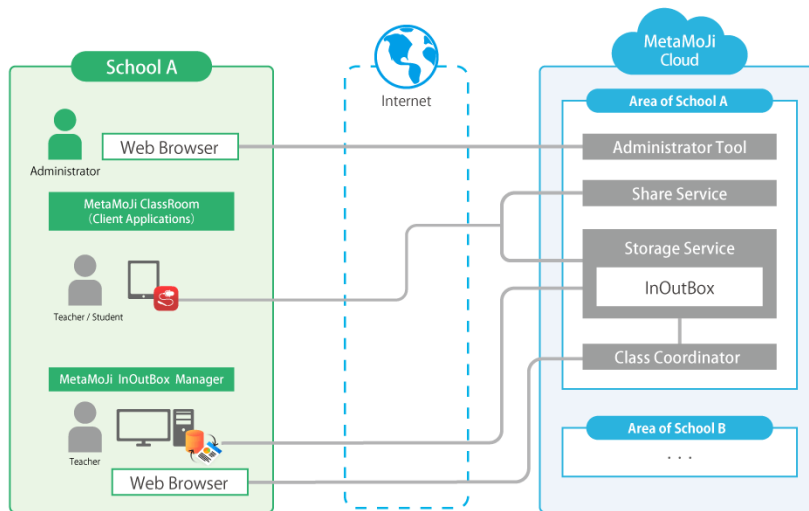 School A
Administrator
Web Browser
MetaMoJi ClassRoom
(Client Applications)
Teacher / Student
MetaMoJi InOutBox Manager
Teacher
Web Browser
Internet
MetaMoJi
Cloud
Area of School A
Administrator Tool
Share Service
Storage Service
InOutBox
Class Coordinator
Area of School B
. . .